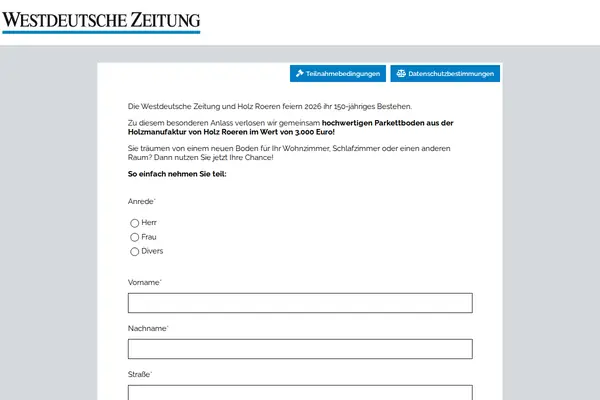 WESTDEUTSCHE ZEITUNG
Teilnahmebedingungen
Datenschutzbestimmungen
Die Westdeutsche Zeitung und Holz Roeren feiern 2026 ihr 150-jähriges Bestehen.
Zu diesem besonderen Anlass verlosen wir gemeinsam hochwertigen Parkettboden aus der
Holzmanufaktur von Holz Roeren im Wert von 3.000 Euro!
Sie träumen von einem neuen Boden für Ihr Wohnzimmer, Schlafzimmer oder einen anderen
Raum? Dann nutzen Sie jetzt Ihre Chance!
So einfach nehmen Sie teil:
Anrede*
Herr
Frau
Divers
Vorname*
Nachname*
Straße*